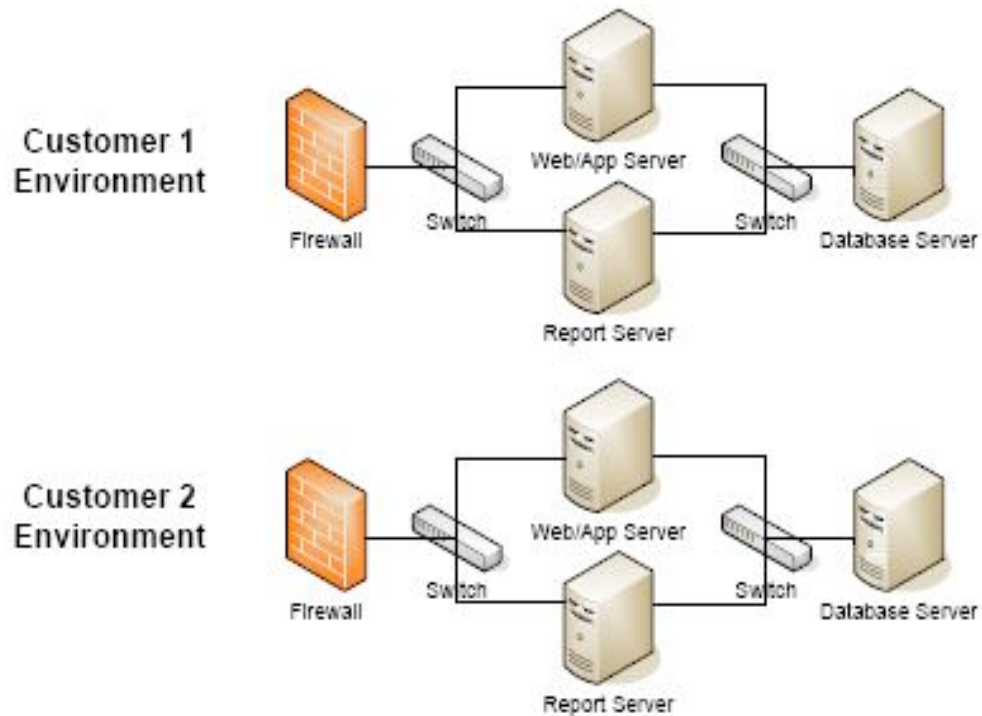 Web/App Server
Customer 1
Environment
Firewall
Switch
Switch
Database Server
Report Server
Web/App Server
Customer 2
Environment
Firewall
Switch
Switch
Database Server
Report Server